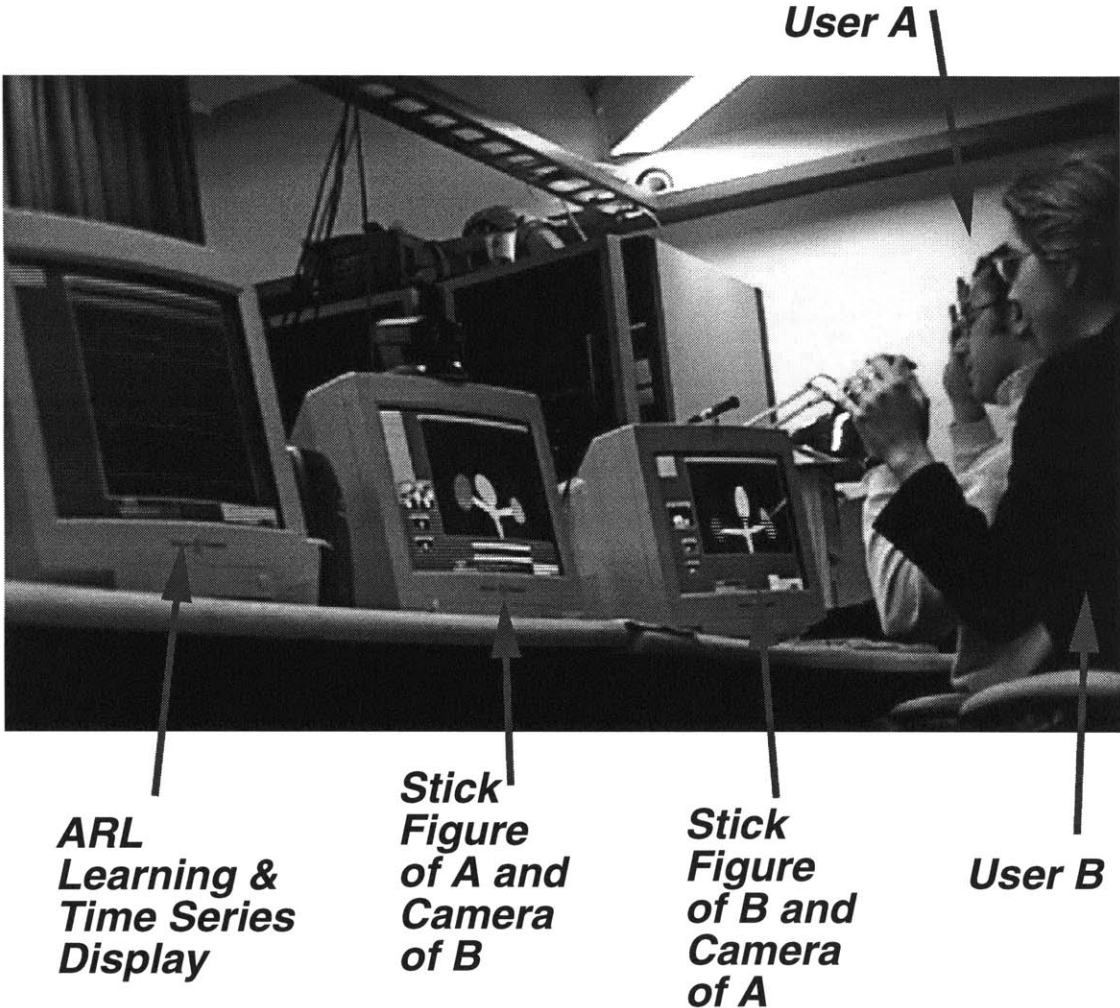 User A
ARL
Learning &
Time Series
Display
Stick
Figure
of A and
Camera
of B
Stick
Figure
of B and
Camera
of A
User B